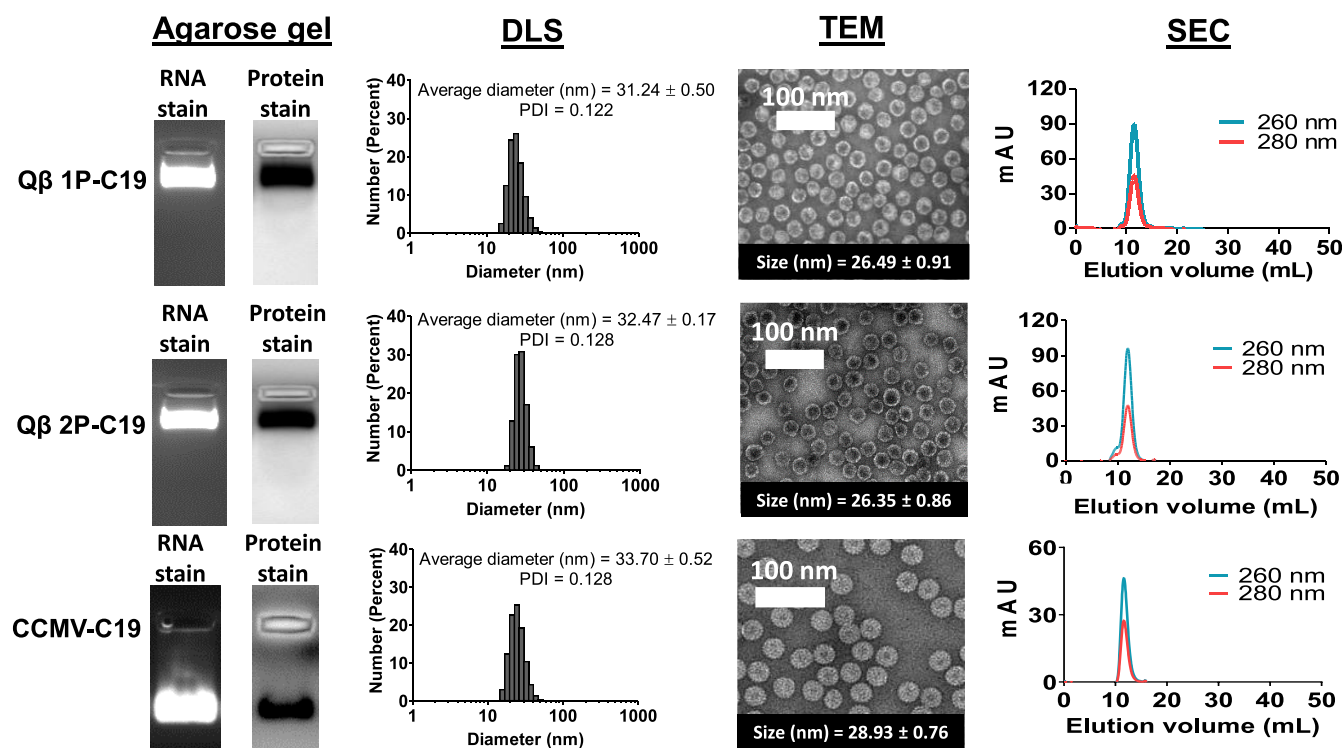 Agarose gel
DLS
TEM
SEC
RNA
stain
Protein
stain
Qβ 1P-C19
Number (Percent)
40
30
20
10
0
Average diameter (nm) = 31.24 ± 0.50
PDI = 0.122
1
10
100
1000
Diameter (nm)
100 nm
Size (nm) = 26.49 ± 0.91
mAU
120
90
60
30
0
260 nm
280 nm
0
10
20
30
40
50
Elution volume (mL)
RNA
stain
Protein
stain
Qβ 2P-C19
Number (Percent)
40
30
20
10
0
Average diameter (nm) = 32.47 ± 0.17
PDI = 0.128
1
10
100
1000
Diameter (nm)
100 nm
Size (nm) = 26.35 ± 0.86
mAU
120
90
60
30
0
260 nm
280 nm
0
10
20
30
40
50
Elution volume (mL)
RNA
stain
Protein
stain
CCMV-C19
Number (Percent)
40
30
20
10
0
Average diameter (nm) = 33.70 ± 0.52
PDI = 0.128
1
10
100
1000
Diameter (nm)
100 nm
Size (nm) = 28.93 ± 0.76
mAU
60
30
0
260 nm
280 nm
0
10
20
30
40
50
Elution volume (mL)